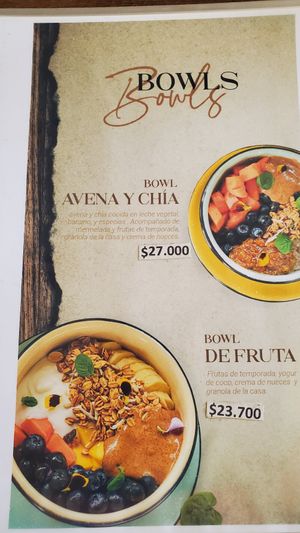 BOWLS
Bowls
BOWL
AVENA Y CHÍA
avena y chía cocida en leche vegetal,
banano, y especies . Acompañado de
mermelada y frutas de temporada,
granola de la casa y crema de nueces.
$27.000
BOWL
DE FRUTA
Frutas de temporada, yogur
de coco, crema de nueces y
granola de la casa.
$23.700